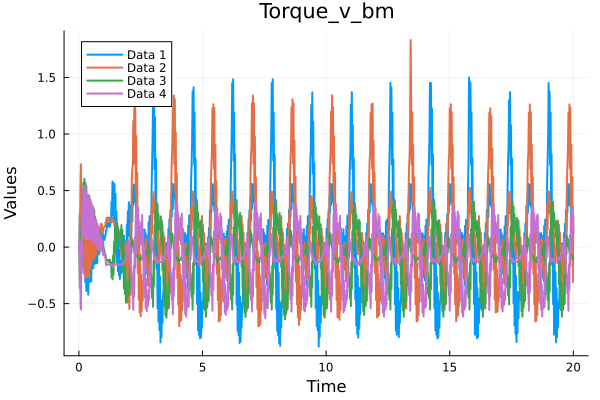 Torque_v_bm
Data 1
Data 2
Data 3
Data 4
1.5
1.0
0.5
0.0
−0.5
Values
0 5 10 15 20
Time